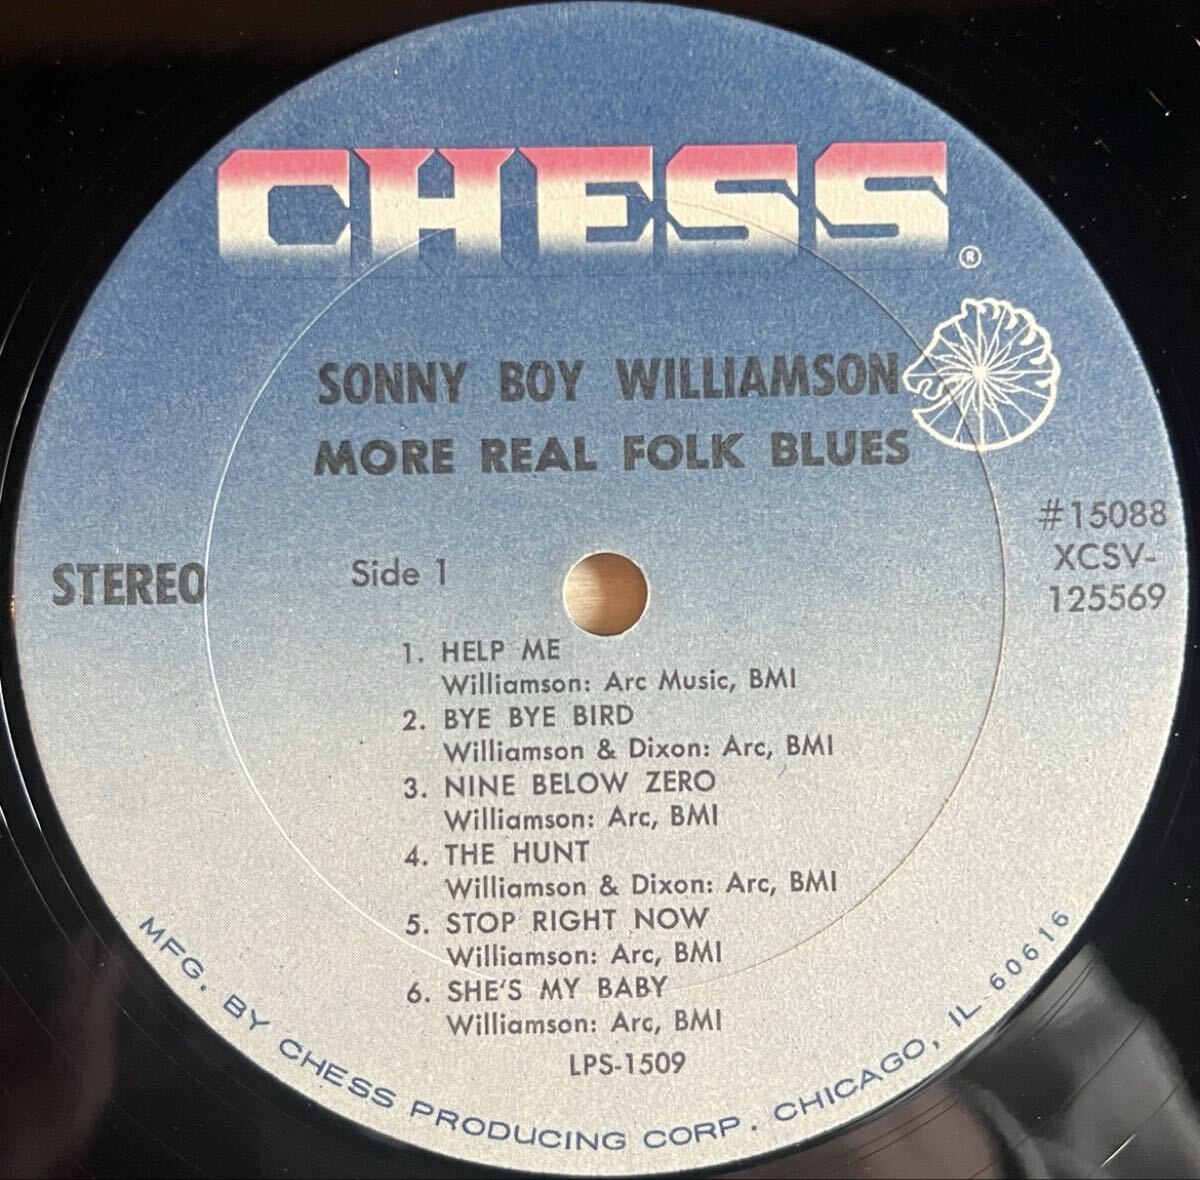 CHESS
®
SONNY BOY WILLIAMSON
MORE REAL FOLK BLUES
#15088
XCSV-
125569
STEREO
Side 1
1. HELP ME
Williamson: Arc Music, BMI
2. BYE BYE BIRD
Williamson & Dixon: Arc, BMI
3. NINE BELOW ZERO
Williamson: Arc, BMI
4. THE HUNT
Williamson & Dixon: Arc, BMI
5. STOP RIGHT NOW
Williamson: Arc, BMI
6. SHE'S MY BABY
Williamson: Arc, BMI
LPS-1509
MFG. BY CHESS PRODUCING CORP. CHICAGO, IL 60616